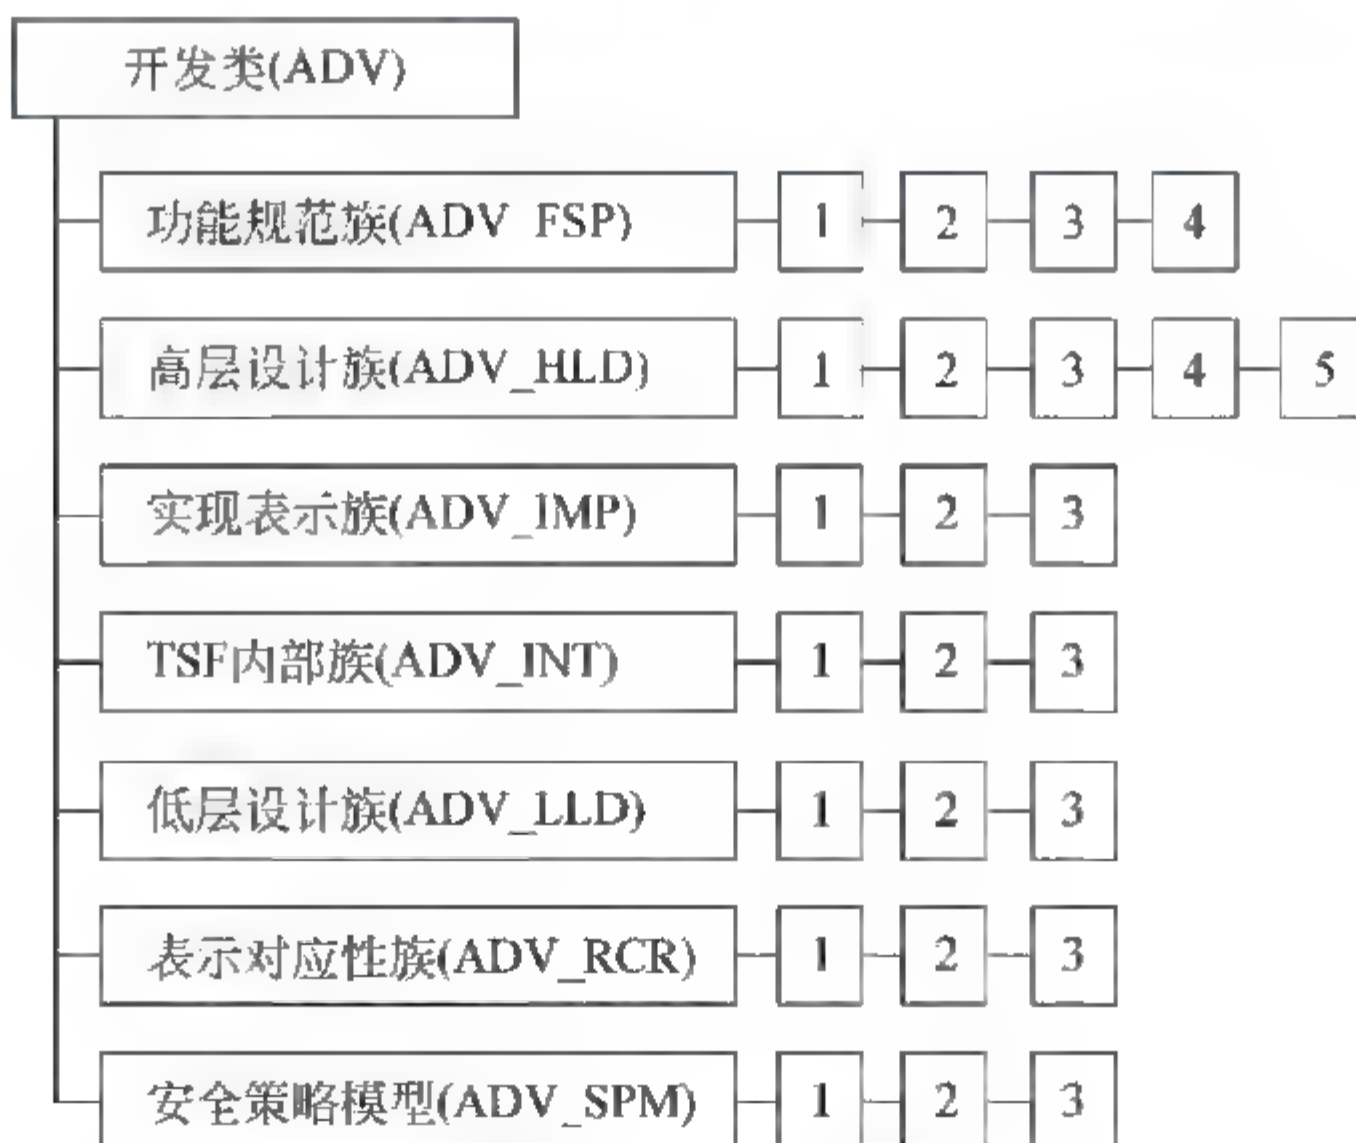 开发类(ADV)
功能规范族(ADV FSP) 1 2 3 4
高层设计族(ADV_HLD) 1 2 3 4 5
实现表示族(ADV_IMP) 1 2 3
TSF内部族(ADV_INT) 1 2 3
低层设计族(ADV_LLD) 1 2 3
表示对应性族(ADV_RCR) 1 2 3
安全策略模型(ADV_SPM) 1 2 3